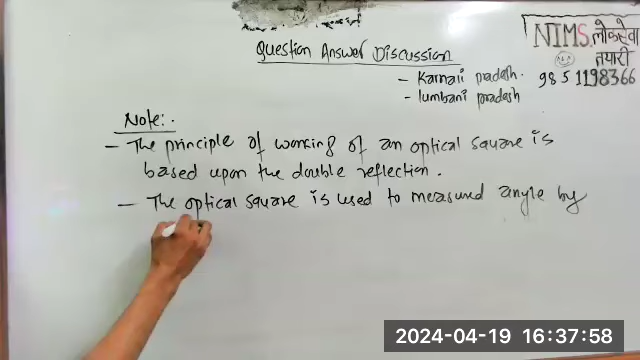 Question Answer Discussion
NIMS लोकसेवा
तयारी
- Karnali pradesh.
9851198366
- lumbani pradesh
Note:-
- The principle of working of an optical square is
based upon the double reflection.
- The optical square is used to measured angle by
2024-04-19 16:37:58